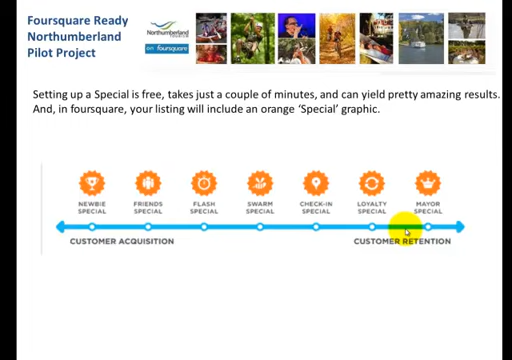 Foursquare Ready
Northumberland
Pilot Project
Northumberland
TOURISM
on foursquare
Setting up a Special is free, takes just a couple of minutes, and can yield pretty amazing results.
And, in foursquare, your listing will include an orange ‘Special’ graphic.
NEWBIE SPECIAL
FRIENDS SPECIAL
FLASH SPECIAL
SWARM SPECIAL
CHECK-IN SPECIAL
LOYALTY SPECIAL
MAYOR SPECIAL
CUSTOMER ACQUISITION
CUSTOMER RETENTION